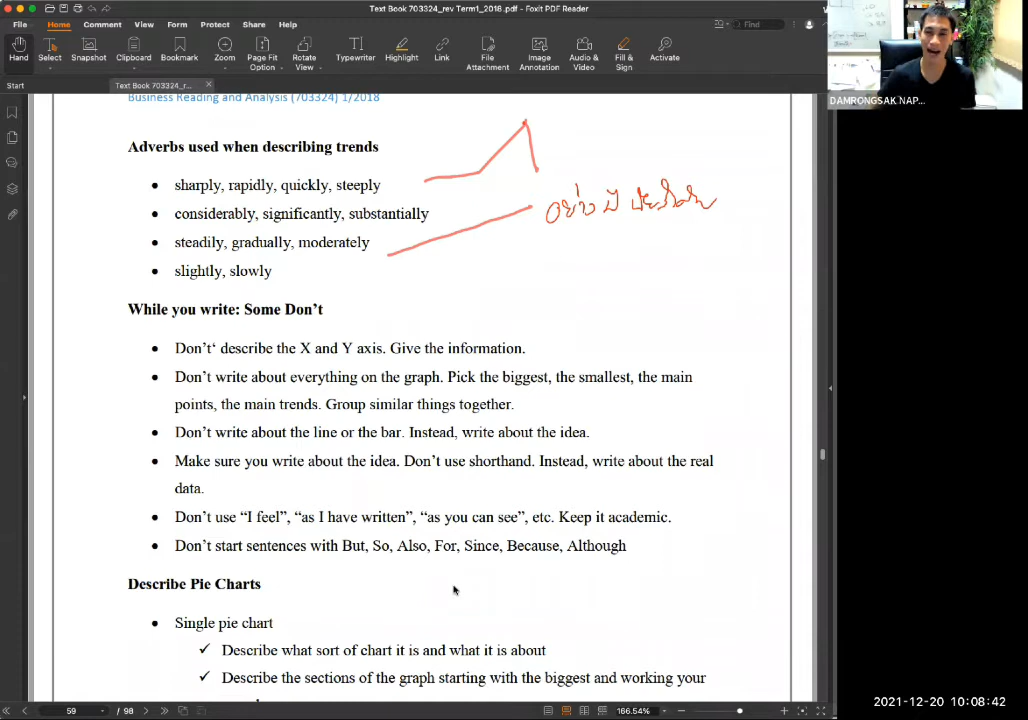 Text Book 703324_rev Term1_2018.pdf - Foxit PDF Reader
File Home Comment View Form Protect Share Help Find
Hand Select Snapshot Clipboard Bookmark Zoom Page Fit Option Rotate View Typewriter Highlight Link File Attachment Image Annotation Audio & Video Fill & Sign Activate
Start Text Book 703324_r...
DAMRONGSAK NAP...
Business Reading and Analysis (703324) 1/2018
Adverbs used when describing trends
• sharply, rapidly, quickly, steeply
• considerably, significantly, substantially
• steadily, gradually, moderately
• slightly, slowly
While you write: Some Don't
• Don't‘ describe the X and Y axis. Give the information.
• Don't write about everything on the graph. Pick the biggest, the smallest, the main
points, the main trends. Group similar things together.
• Don't write about the line or the bar. Instead, write about the idea.
• Make sure you write about the idea. Don't use shorthand. Instead, write about the real
data.
• Don't use “I feel”, “as I have written”, “as you can see”, etc. Keep it academic.
• Don't start sentences with But, So, Also, For, Since, Because, Although
Describe Pie Charts
• Single pie chart
✓ Describe what sort of chart it is and what it is about
✓ Describe the sections of the graph starting with the biggest and working your
59 / 98 166.54%
2021-12-20 10:08:42